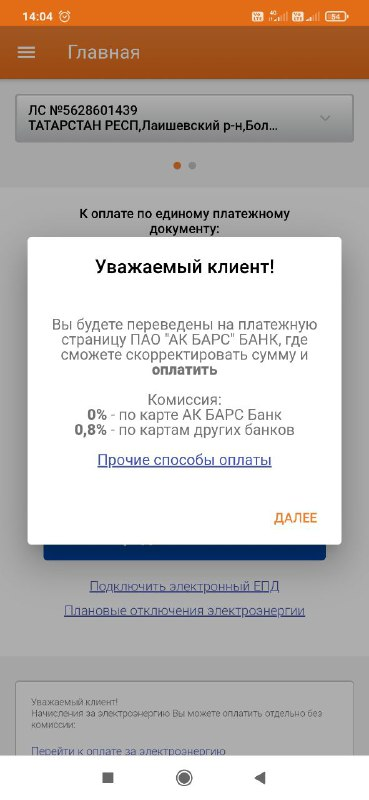 14:04
54
Главная
ЛС №5628601439
ТАТАРСТАН РЕСП,Лаишевский р-н,Бол...
К оплате по единому платежному
документу:
Уважаемый клиент!
Вы будете переведены на платежную
страницу ПАО "АК БАРС" БАНК, где
сможете скорректировать сумму и
оплатить
Комиссия:
0% - по карте АК БАРС Банк
0,8% - по картам других банков
Прочие способы оплаты
ДАЛЕЕ
Подключить электронный ЕПД
Плановые отключения электроэнергии
Уважаемый клиент!
Начисления за электроэнергию Вы можете оплатить отдельно без
комиссии:
Перейти к оплате за электроэнергию